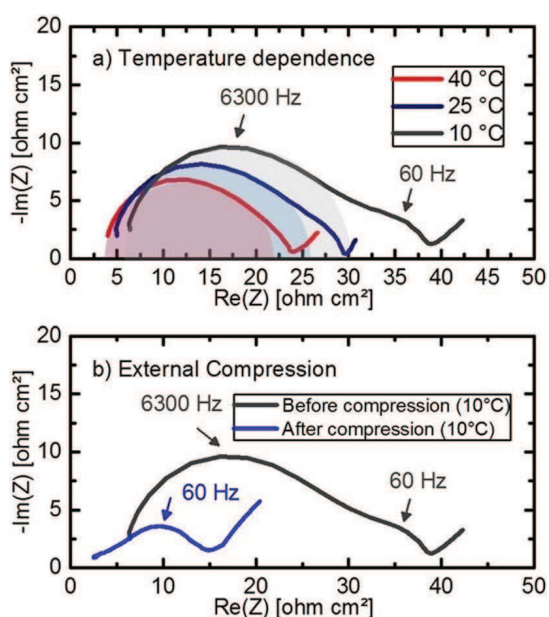 20
a) Temperature dependence
40 °C
25 °C
10 °C
6300 Hz
60 Hz
15
10
5
0
0 5 10 15 20 25 30 35 40 45 50
-Im(Z) [ohm cm²]
Re(Z) [ohm cm²]
20
b) External Compression
Before compression (10°C)
After compression (10°C)
6300 Hz
60 Hz
60 Hz
15
10
5
0
0 5 10 15 20 25 30 35 40 45 50
-Im(Z) [ohm cm²]
Re(Z) [ohm cm²]